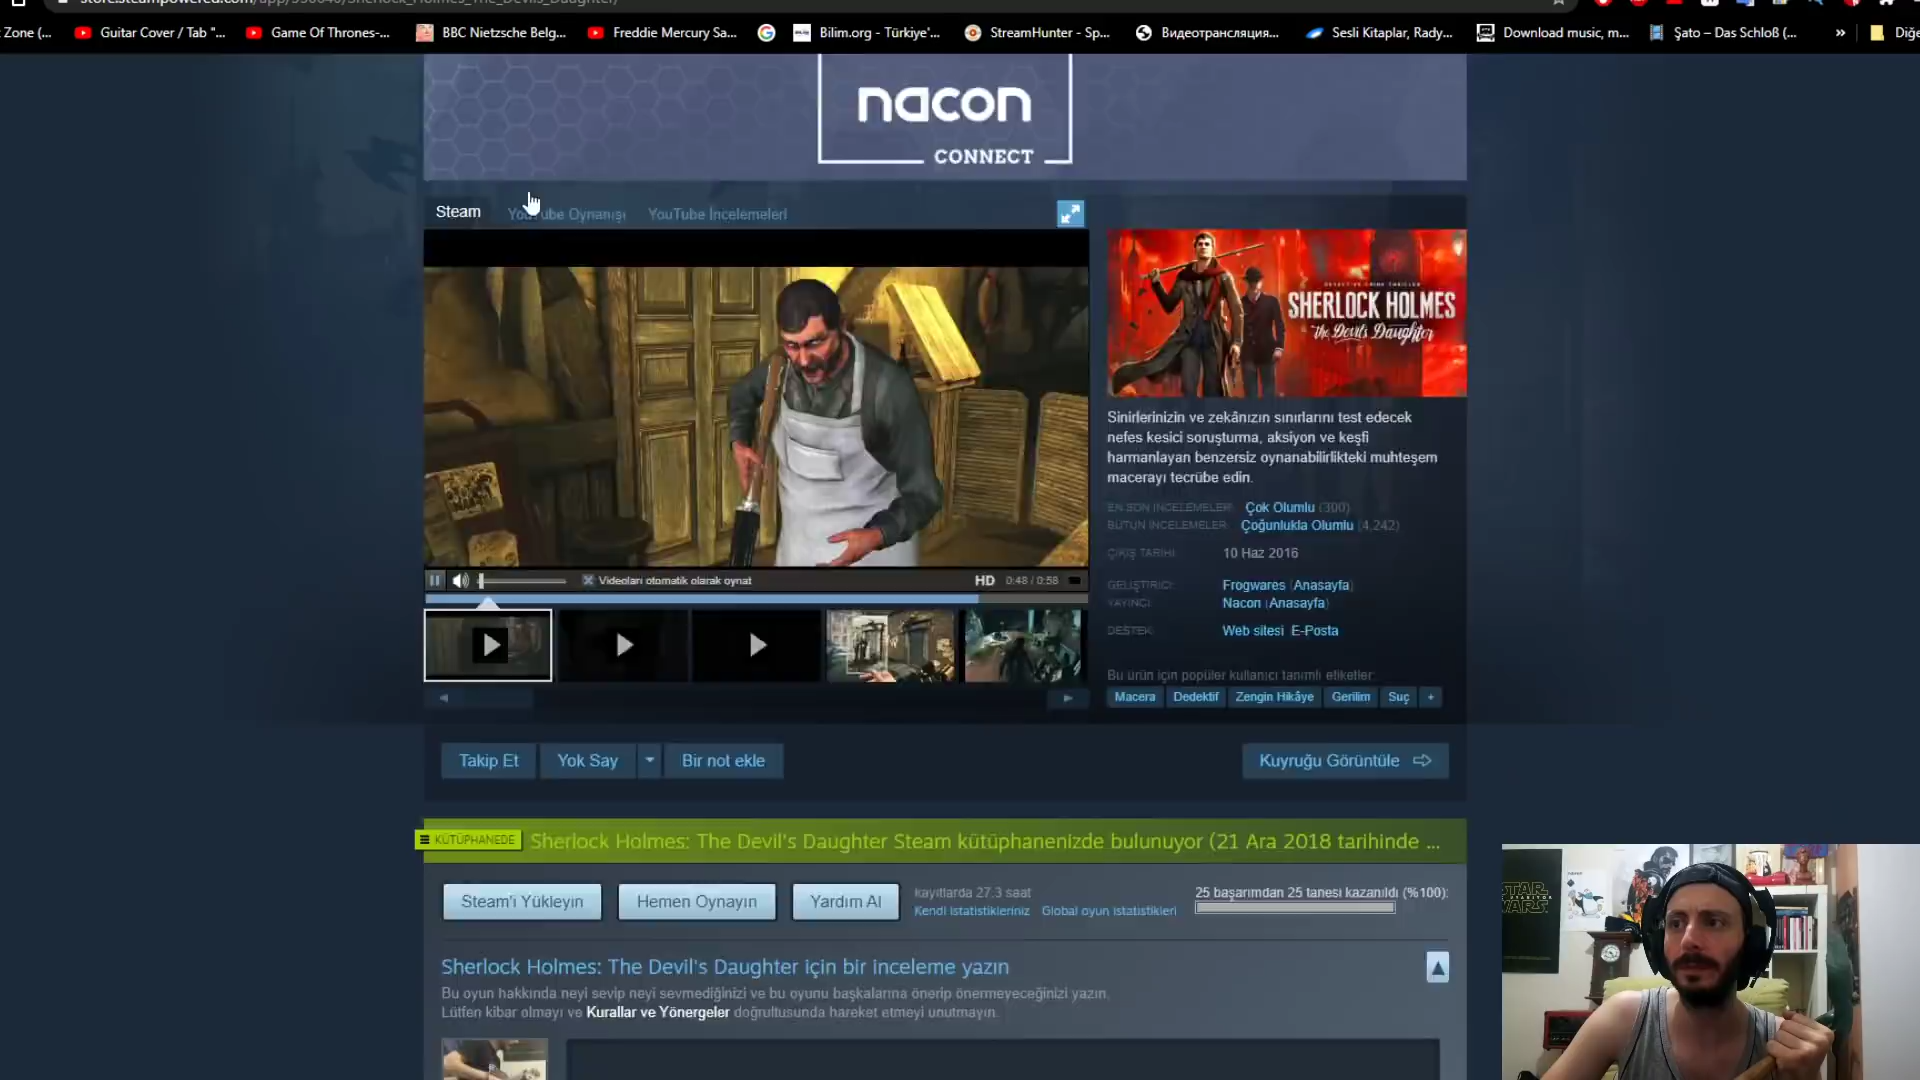 Zone (...
Guitar Cover / Tab "...
Game Of Thrones-...
BBC Nietzsche Belg...
Freddie Mercury Sa...
Bilim.org - Türkiye'...
StreamHunter - Sp...
Видеотрансляция...
Sesli Kitaplar, Rady...
Download music, m...
Şato – Das Schloß (...
»
Diğe
nacon
CONNECT
Steam
YouTube Oynanışı
YouTube İncelemeleri
SHERLOCK HOLMES
The Devil's Daughter
Sinirlerinizin ve zekânızın sınırlarını test edecek
nefes kesici soruşturma, aksiyon ve keşfi
harmanlayan benzersiz oynanabilirlikteki muhteşem
macerayı tecrübe edin.
EN SON İNCELEMELER: Çok Olumlu (300)
BÜTÜN İNCELEMELER: Çoğunlukla Olumlu (4,242)
ÇIKIŞ TARİHİ: 10 Haz 2016
GELİŞTİRİCİ: Frogwares (Anasayfa)
YAYINCI: Nacon (Anasayfa)
DESTEK: Web sitesi E-Posta
Bu ürün için popüler kullanıcı tanımlı etiketler:
Macera Dedektif Zengin Hikâye Gerilim Suç +
Videoları otomatik olarak oynat
HD 0:48 / 0:58
Takip Et
Yok Say
Bir not ekle
Kuyruğu Görüntüle
KÜTÜPHANEDE
Sherlock Holmes: The Devil's Daughter Steam kütüphanenizde bulunuyor (21 Ara 2018 tarihinde ...
Steam'i Yükleyin
Hemen Oynayın
Yardım Al
kayıtlarda 27.3 saat
Kendi istatistikleriniz Global oyun istatistikleri
25 başarımdan 25 tanesi kazanıldı (%100):
Sherlock Holmes: The Devil's Daughter için bir inceleme yazın
Bu oyun hakkında neyi sevip neyi sevmediğinizi ve bu oyunu başkalarına önerip önermeyeceğinizi yazın.
Lütfen kibar olmayı ve Kurallar ve Yönergeler doğrultusunda hareket etmeyi unutmayın.
STAR
WARS